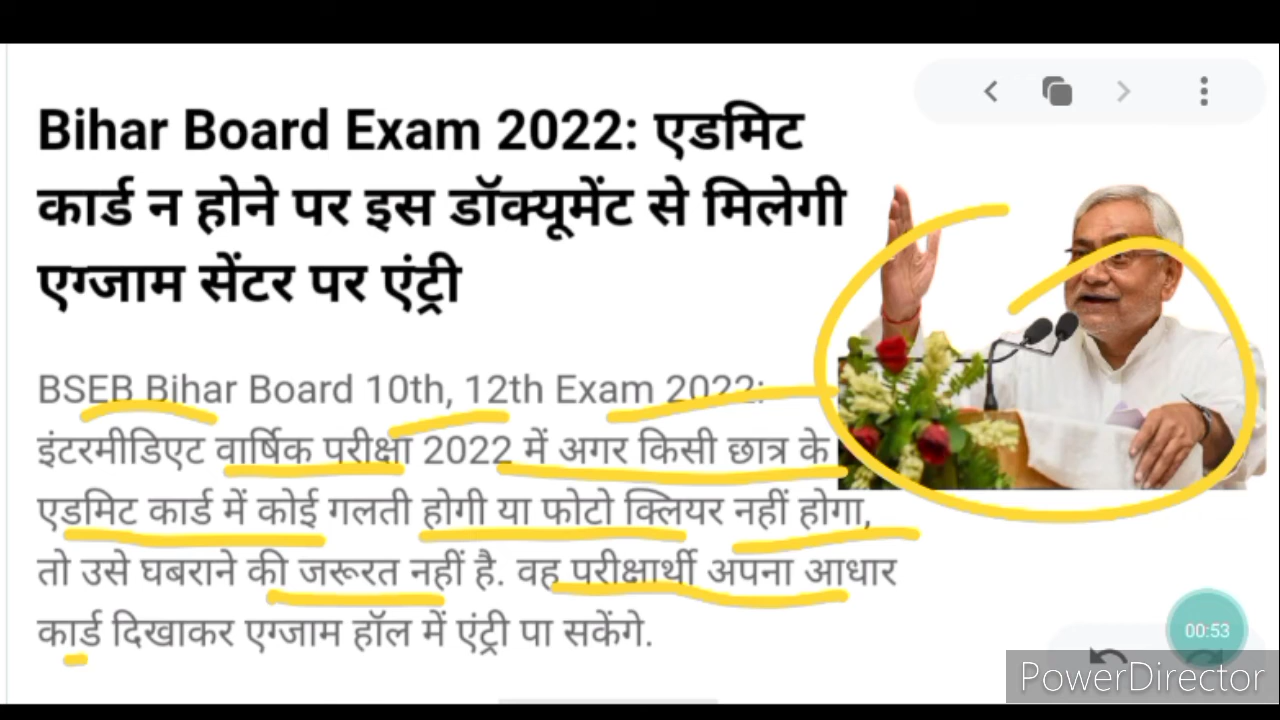 Bihar Board Exam 2022: एडमिट
कार्ड न होने पर इस डॉक्यूमेंट से मिलेगी
एग्जाम सेंटर पर एंट्री
BSEB Bihar Board 10th, 12th Exam 2022:
इंटरमीडिएट वार्षिक परीक्षा 2022 में अगर किसी छात्र के
एडमिट कार्ड में कोई गलती होगी या फोटो क्लियर नहीं होगा,
तो उसे घबराने की जरूरत नहीं है. वह परीक्षार्थी अपना आधार
कार्ड दिखाकर एग्जाम हॉल में एंट्री पा सकेंगे.
00:53
PowerDirector